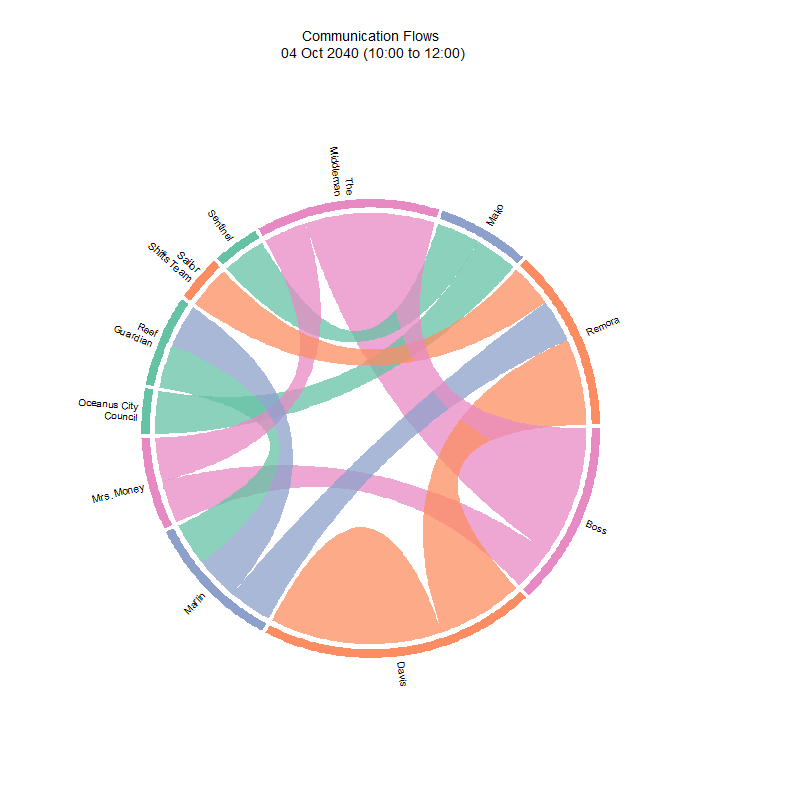 Communication Flows
04 Oct 2040 (10:00 to 12:00)
The
Middleman
Mako
Sentinel
Sailor
Shifts Team
Remora
Reef
Guardian
Oceanus City
Council
Mrs. Money
Boss
Marlin
Davis